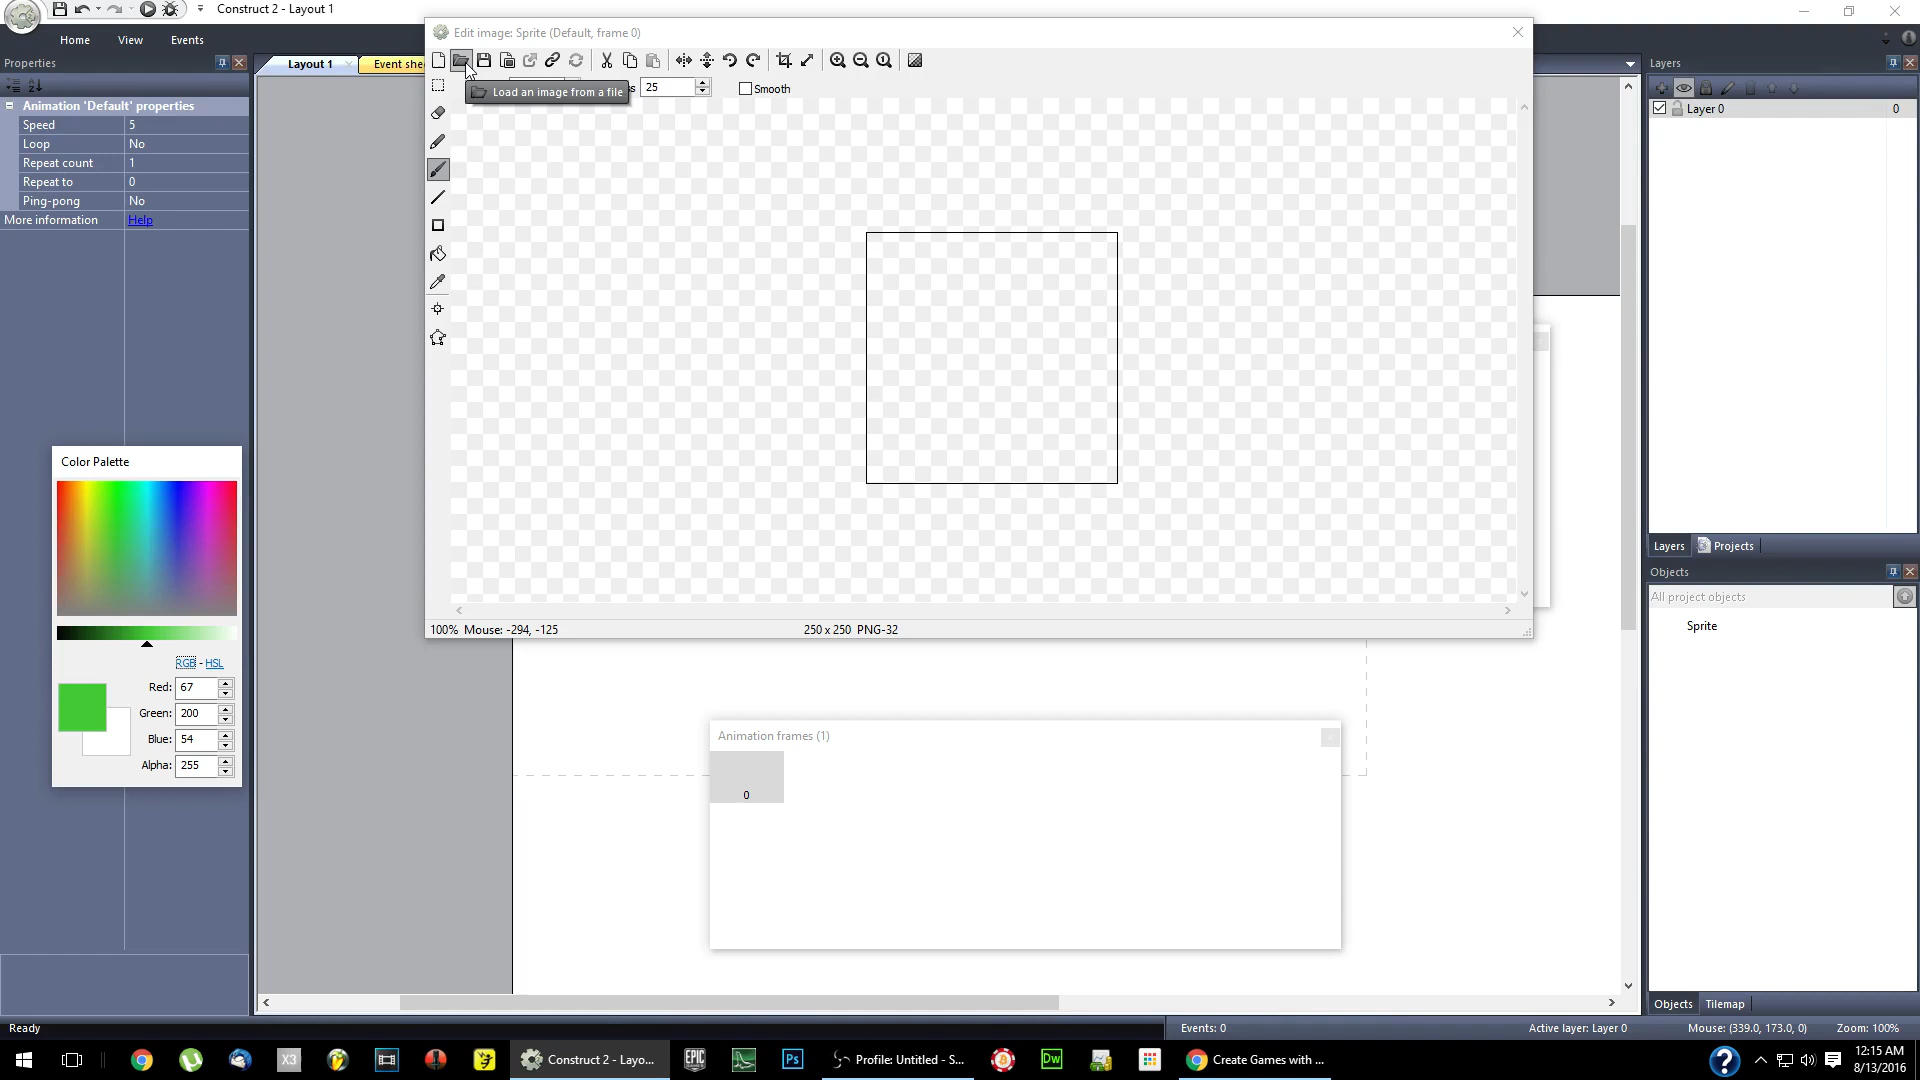 Construct 2 - Layout 1
Home View Events
Properties
Animation 'Default' properties
Speed 5
Loop No
Repeat count 1
Repeat to 0
Ping-pong No
More information Help
Color Palette
RGB - HSL
Red: 67
Green: 200
Blue: 54
Alpha: 255
Layout 1
Event she
Edit image: Sprite (Default, frame 0)
Load an image from a file
s 25
Smooth
100% Mouse: -294, -125
250 x 250 PNG-32
Animation frames (1)
0
Layers
Layer 0 0
Layers Projects
Objects
All project objects
Sprite
Objects Tilemap
Ready
Events: 0
Active layer: Layer 0
Mouse: (339.0, 173.0, 0)
Zoom: 100%
X3
Construct 2 - Layo...
EPIC
Ps
Profile: Untitled - S...
Dw
Create Games with ...
12:15 AM
8/13/2016